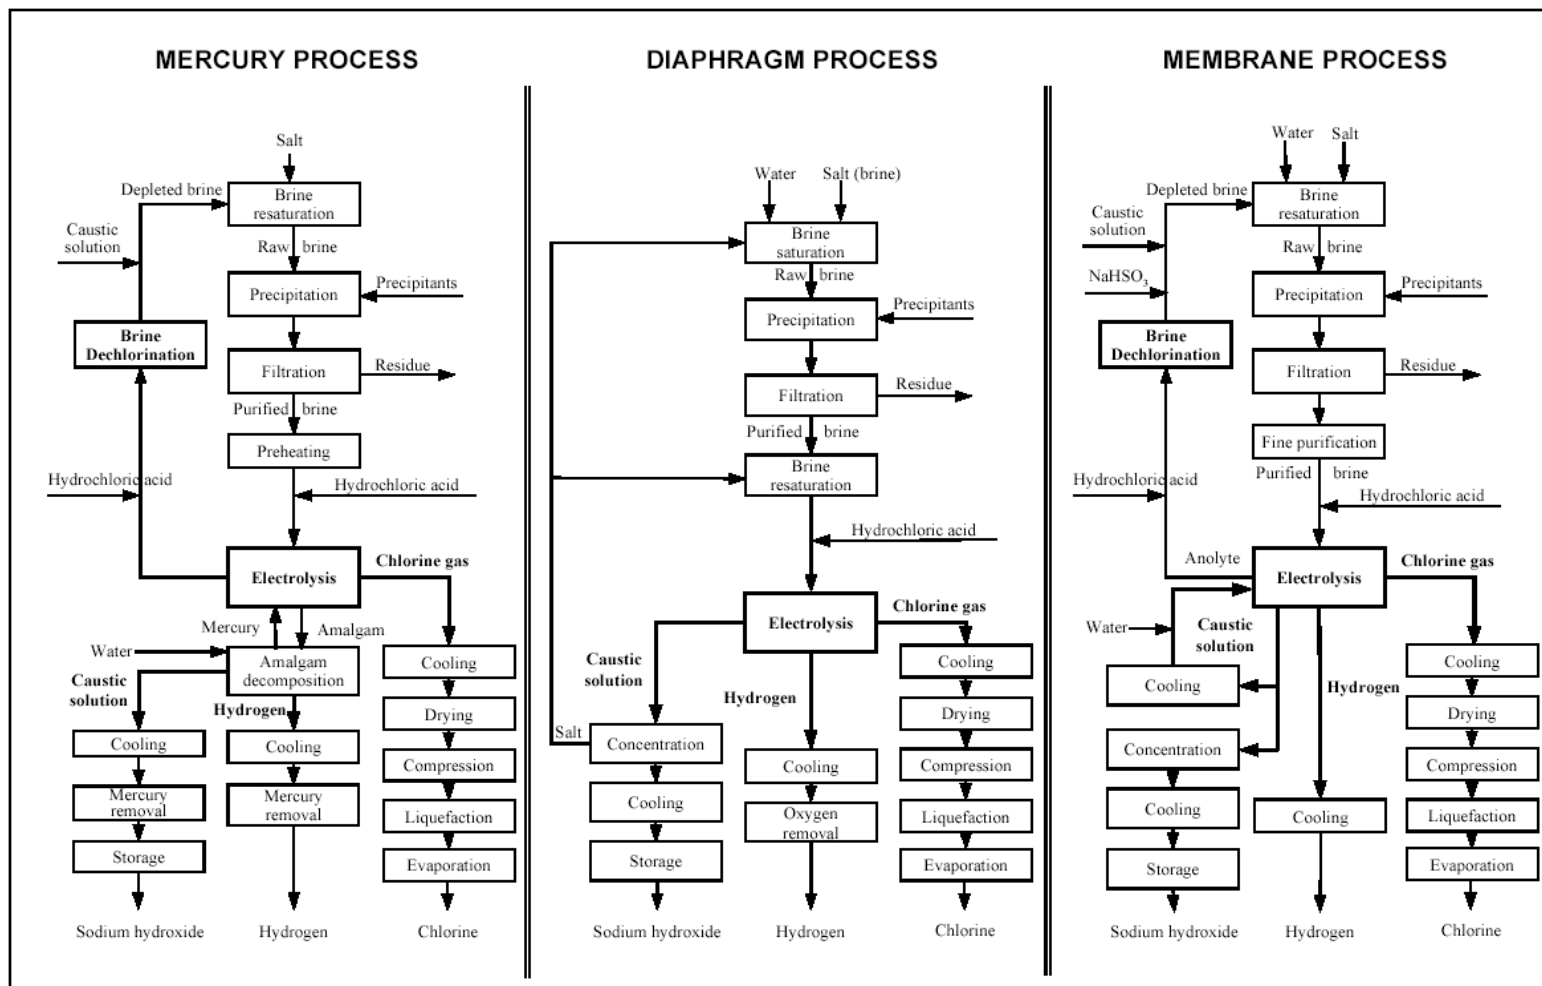 MERCURY PROCESS
Salt
Depleted brine
Brine
resaturation
Caustic
solution
Raw brine
Precipitation
Precipitants
Brine
Dechlorination
Filtration
Residue
Purified brine
Preheating
Hydrochloric acid
Hydrochloric acid
Electrolysis
Chlorine gas
Mercury
Amalgam
Water
Amalgam
decomposition
Caustic
solution
Hydrogen
Cooling
Cooling
Cooling
Drying
Compression
Mercury
removal
Mercury
removal
Liquefaction
Storage
Evaporation
Sodium hydroxide
Hydrogen
Chlorine
DIAPHRAGM PROCESS
Water
Salt (brine)
Brine
saturation
Raw brine
Precipitation
Precipitants
Filtration
Residue
Purified brine
Brine
resaturation
Hydrochloric acid
Electrolysis
Chlorine gas
Caustic
solution
Hydrogen
Cooling
Drying
Salt
Concentration
Cooling
Compression
Cooling
Oxygen
removal
Liquefaction
Storage
Evaporation
Sodium hydroxide
Hydrogen
Chlorine
MEMBRANE PROCESS
Water
Salt
Depleted brine
Brine
resaturation
Caustic
solution
Raw brine
NaHSO3
Precipitation
Precipitants
Brine
Dechlorination
Filtration
Residue
Fine purification
Purified brine
Hydrochloric acid
Hydrochloric acid
Anolyte
Electrolysis
Chlorine gas
Water
Caustic
solution
Cooling
Hydrogen
Cooling
Drying
Concentration
Compression
Cooling
Cooling
Liquefaction
Storage
Evaporation
Sodium hydroxide
Hydrogen
Chlorine